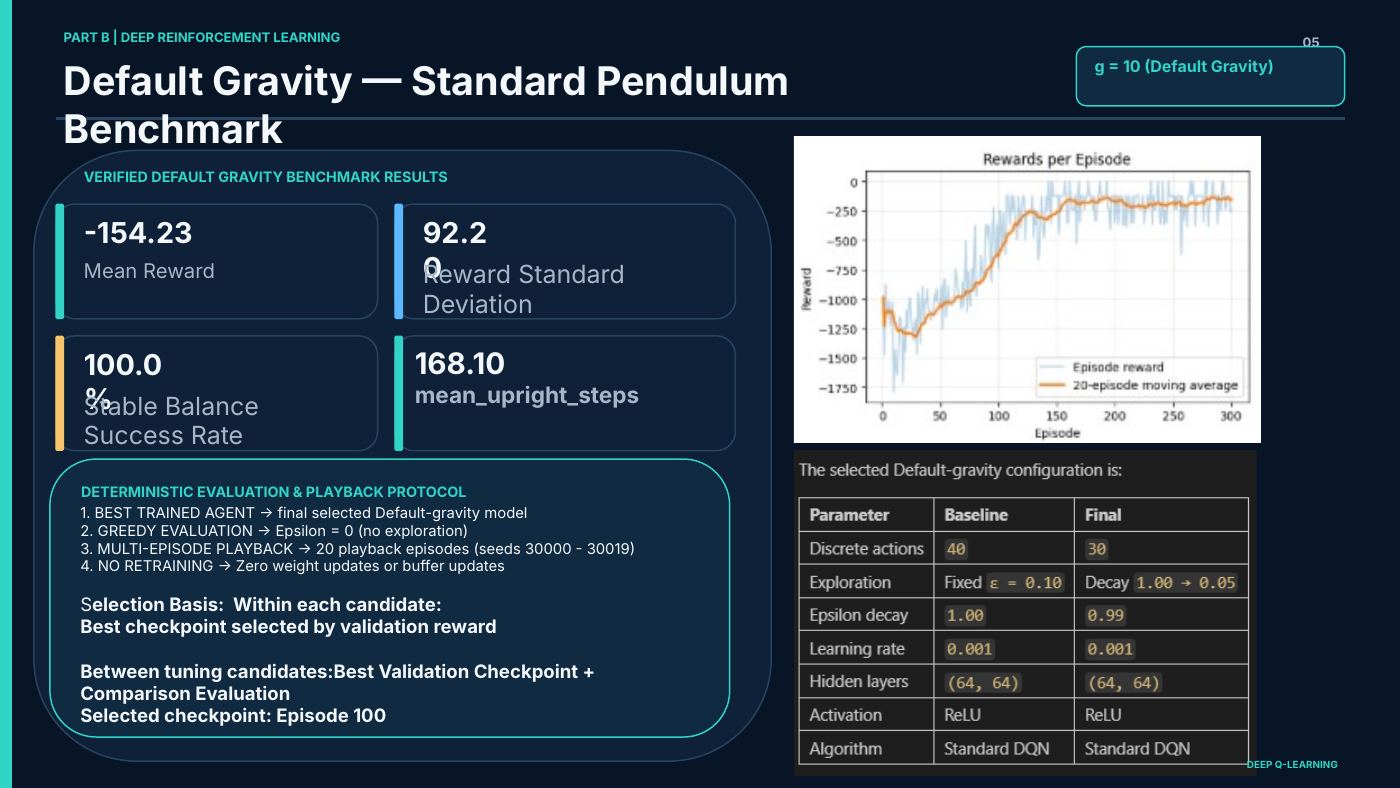 PART B | DEEP REINFORCEMENT LEARNING
05
Default Gravity — Standard Pendulum
Benchmark
g = 10 (Default Gravity)
VERIFIED DEFAULT GRAVITY BENCHMARK RESULTS
-154.23
Mean Reward
92.2
0
Reward Standard
Deviation
100.0
%
Stable Balance
Success Rate
168.10
mean_upright_steps
DETERMINISTIC EVALUATION & PLAYBACK PROTOCOL
1. BEST TRAINED AGENT → final selected Default-gravity model
2. GREEDY EVALUATION → Epsilon = 0 (no exploration)
3. MULTI-EPISODE PLAYBACK → 20 playback episodes (seeds 30000 - 30019)
4. NO RETRAINING → Zero weight updates or buffer updates
Selection Basis:  Within each candidate:
Best checkpoint selected by validation reward
Between tuning candidates:Best Validation Checkpoint +
Comparison Evaluation
Selected checkpoint: Episode 100
Rewards per Episode
Reward
0
−250
−500
−750
−1000
−1250
−1500
−1750
Episode reward
20-episode moving average
0 50 100 150 200 250 300
Episode
The selected Default-gravity configuration is:
Parameter Baseline Final
Discrete actions 40 30
Exploration Fixed ε = 0.10 Decay 1.00 → 0.05
Epsilon decay 1.00 0.99
Learning rate 0.001 0.001
Hidden layers (64, 64) (64, 64)
Activation ReLU ReLU
Algorithm Standard DQN Standard DQN
DEEP Q-LEARNING